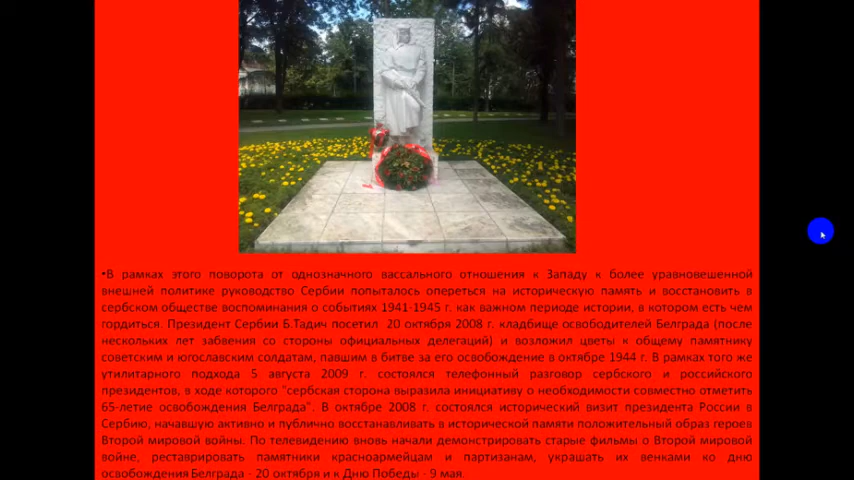 •В рамках этого поворота от однозначного вассального отношения к Западу к более уравновешенной
внешней политике руководство Сербии попыталось опереться на историческую память и восстановить в
сербском обществе воспоминания о событиях 1941-1945 г. как важном периоде истории, в котором есть чем
гордиться. Президент Сербии Б.Тадич посетил 20 октября 2008 г. кладбище освободителей Белграда (после
нескольких лет забвения со стороны официальных делегаций) и возложил цветы к общему памятнику
советским и югославским солдатам, павшим в битве за его освобождение в октябре 1944 г. В рамках того же
утилитарного подхода 5 августа 2009 г. состоялся телефонный разговор сербского и российского
президентов, в ходе которого "сербская сторона выразила инициативу о необходимости совместно отметить
65-летие освобождения Белграда". В октябре 2008 г. состоялся исторический визит президента России в
Сербию, начавшую активно и публично восстанавливать в исторической памяти положительный образ героев
Второй мировой войны. По телевидению вновь начали демонстрировать старые фильмы о Второй мировой
войне, реставрировать памятники красноармейцам и партизанам, украшать их венками ко дню
освобождения Белграда - 20 октября и к Дню Победы - 9 мая.